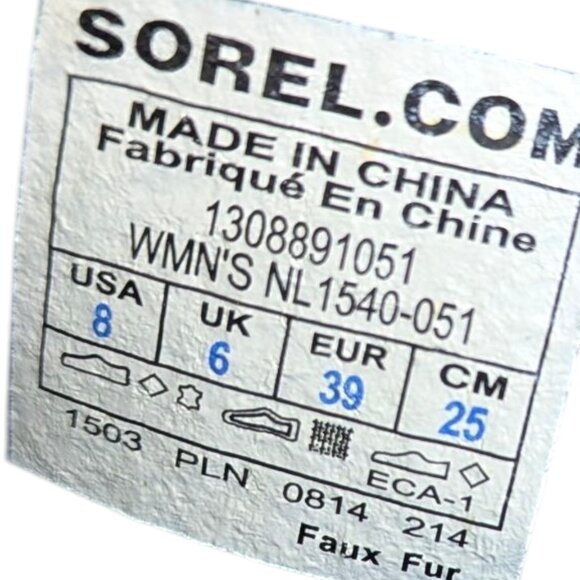 SOREL.COM
MADE IN CHINA
Fabriqué En Chine
1308891051
WMN'S NL1540-051
USA UK EUR CM
8 6 39 25
ECA-1
1503 PLN 0814 214
Faux Fur